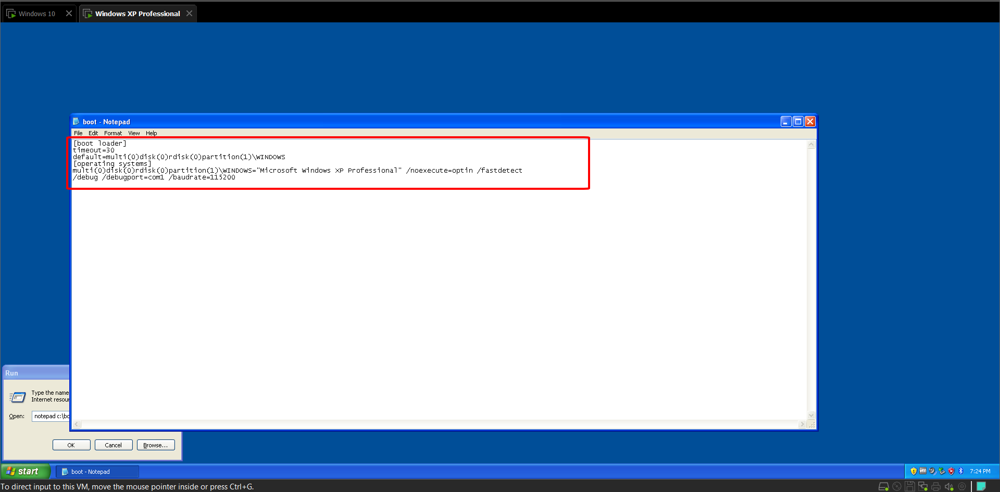 Windows 10
Windows XP Professional
boot - Notepad
File Edit Format View Help
[boot loader]
timeout=30
default=multi(0)disk(0)rdisk(0)partition(1)\WINDOWS
[operating systems]
multi(0)disk(0)rdisk(0)partition(1)\WINDOWS="Microsoft Windows XP Professional" /noexecute=optin /fastdetect
/debug /debugport=com1 /baudrate=115200
Run
Type the name
Internet resour
Open: notepad c:\bo
OK Cancel Browse...
start boot - Notepad 7:24 PM
To direct input to this VM, move the mouse pointer inside or press Ctrl+G.